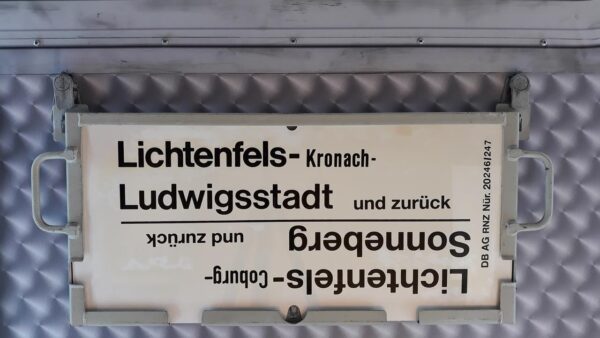 Lichtenfels- Kronach-
Ludwigsstadt und zurück
Lichtenfels- Coburg-
Sonneberg und zurück
DB AG RNZ Nür. 20246/247